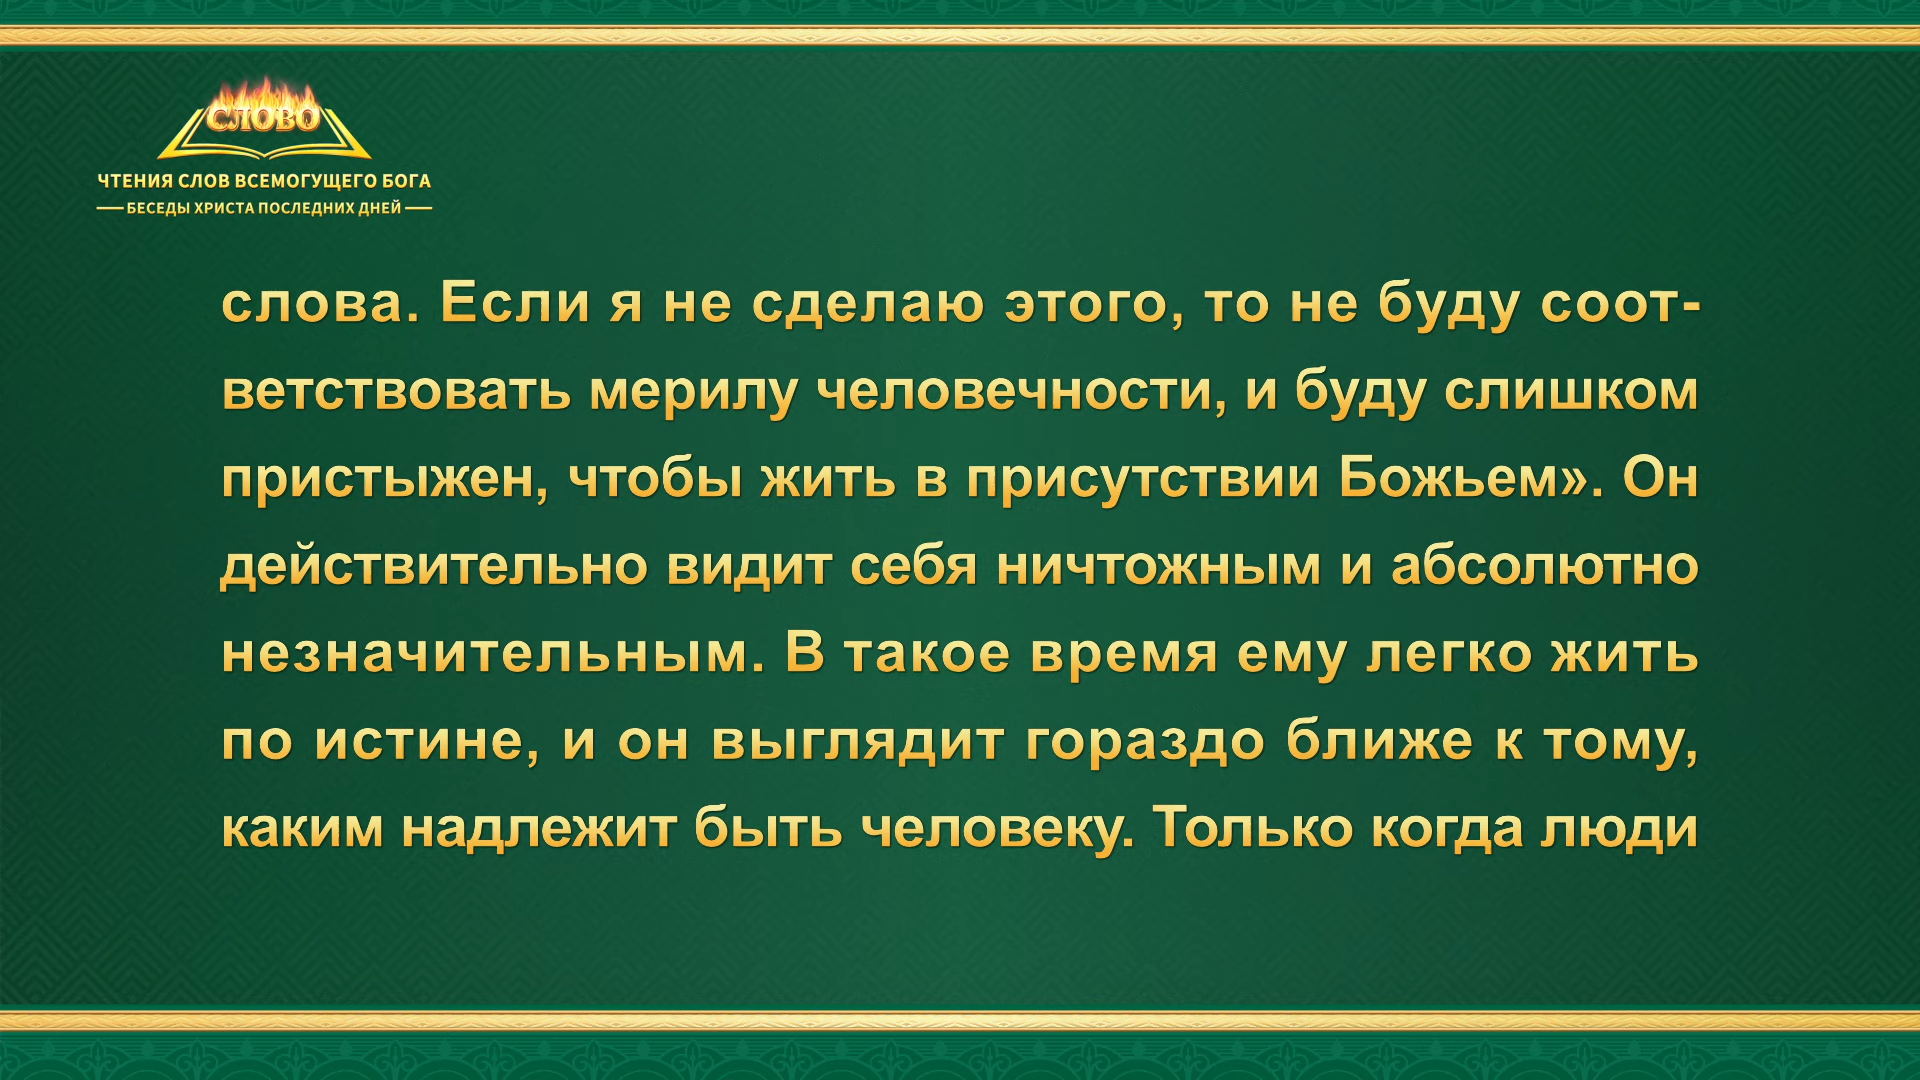 СЛОВО
ЧТЕНИЯ СЛОВ ВСЕМОГУЩЕГО БОГА
БЕСЕДЫ ХРИСТА ПОСЛЕДНИХ ДНЕЙ
слова. Если я не сделаю этого, то не буду соот-
ветствовать мерилу человечности, и буду слишком
пристыжен, чтобы жить в присутствии Божьем». Он
действительно видит себя ничтожным и абсолютно
незначительным. В такое время ему легко жить
по истине, и он выглядит гораздо ближе к тому,
каким надлежит быть человеку. Только когда люди